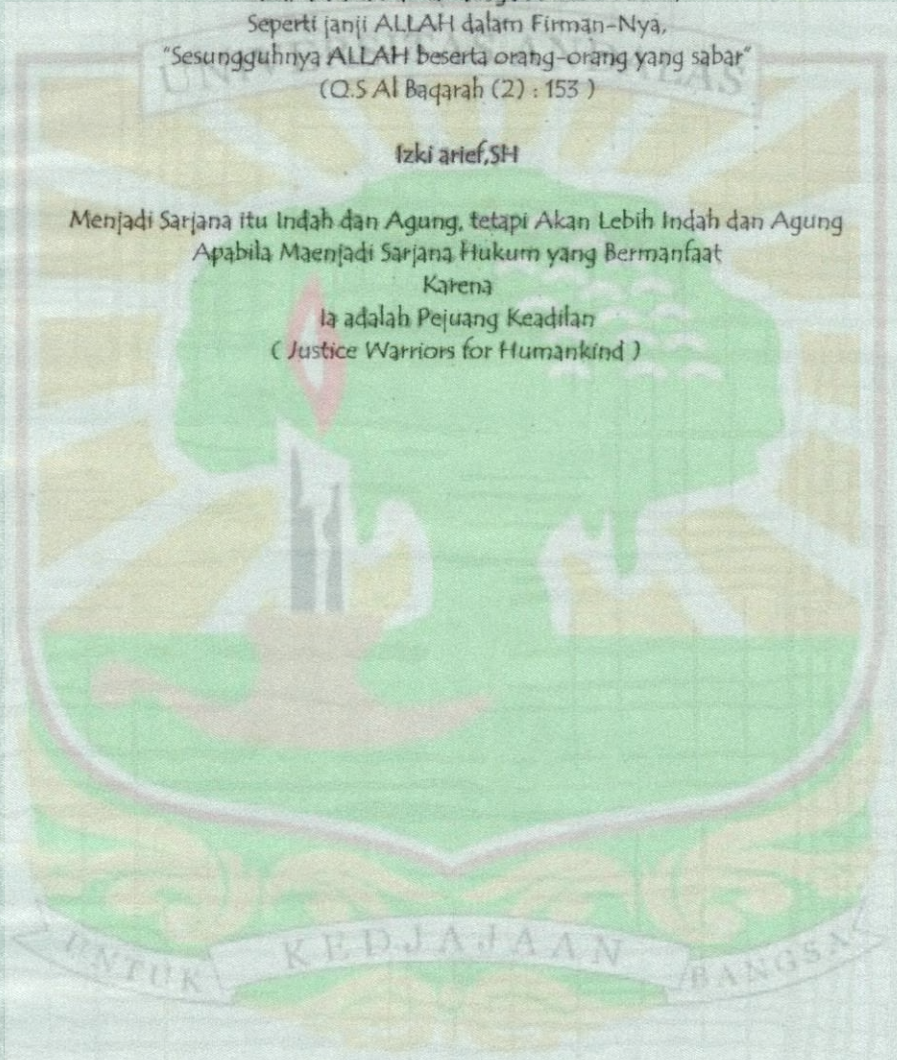 Seperti janji ALLAH dalam Firman-Nya,
"Sesungguhnya ALLAH beserta orang-orang yang sabar"
(Q.S Al Baqarah (2) : 153 )
Izki arief,SH
Menjadi Sarjana itu Indah dan Agung, tetapi Akan Lebih Indah dan Agung
Apabila Maenjadi Sarjana Hukum yang Bermanfaat
Karena
Ia adalah Pejuang Keadilan
( Justice Warriors for Humankind )
UNTUK KEDJAJAAN BANGSA